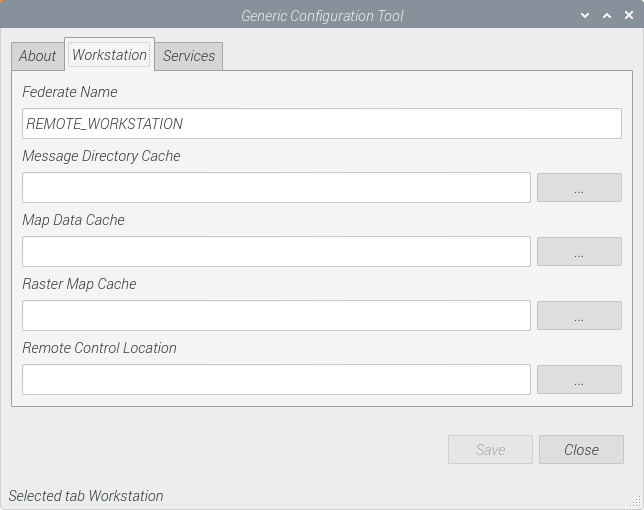 Generic Configuration Tool
About Workstation Services
Federate Name
REMOTE_WORKSTATION
Message Directory Cache
...
Map Data Cache
...
Raster Map Cache
...
Remote Control Location
...
Save Close
Selected tab Workstation